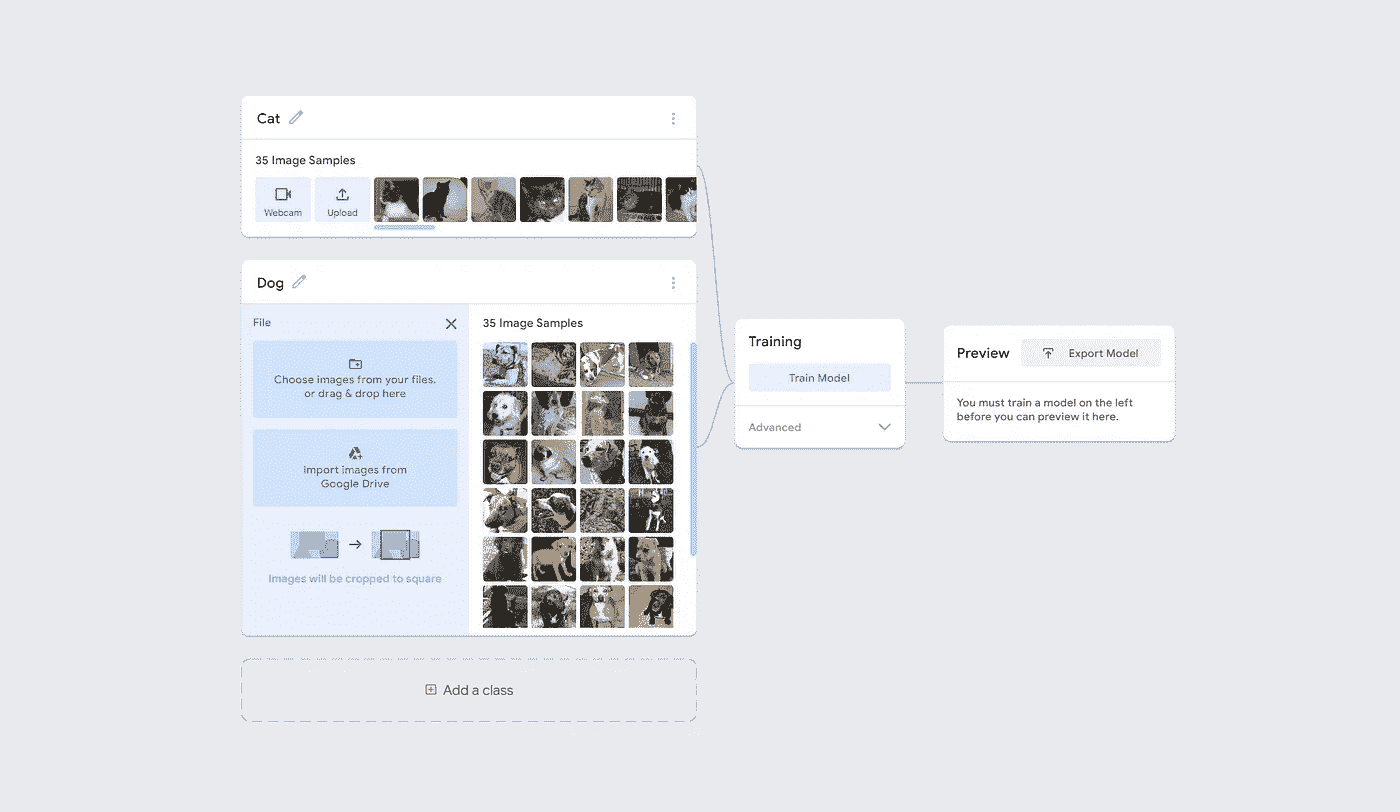 Cat
35 Image Samples
Webcam
Upload
Dog
File
Choose images from your files,
or drag & drop here
Import images from
Google Drive
Images will be cropped to square
35 Image Samples
Add a class
Training
Train Model
Advanced
Preview
Export Model
You must train a model on the left
before you can preview it here.